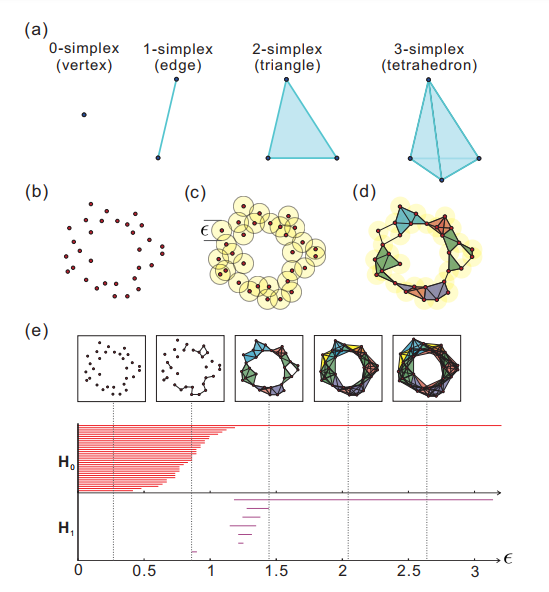 (a)
0-simplex 1-simplex 2-simplex 3-simplex
(vertex) (edge) (triangle) (tetrahedron)
(b) (c) (d)
ϵ
(e)
H₀
H₁
0 0.5 1 1.5 2 2.5 3 ϵ